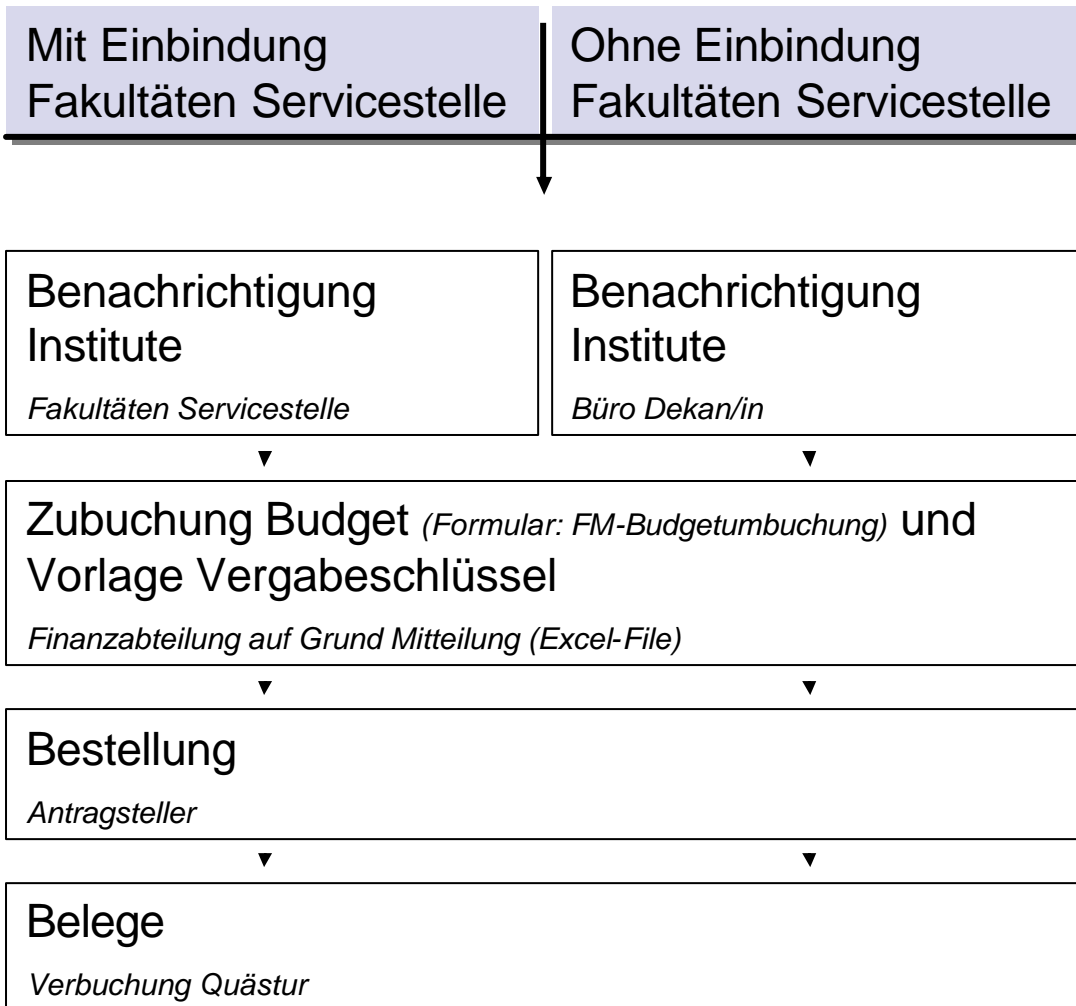 Mit Einbindung
Fakultäten Servicestelle
Ohne Einbindung
Fakultäten Servicestelle
Benachrichtigung
Institute
Fakultäten Servicestelle
Benachrichtigung
Institute
Büro Dekan/in
Zubuchung Budget (Formular: FM-Budgetumbuchung) und
Vorlage Vergabeschlüssel
Finanzabteilung auf Grund Mitteilung (Excel-File)
Bestellung
Antragsteller
Belege
Verbuchung Quästur